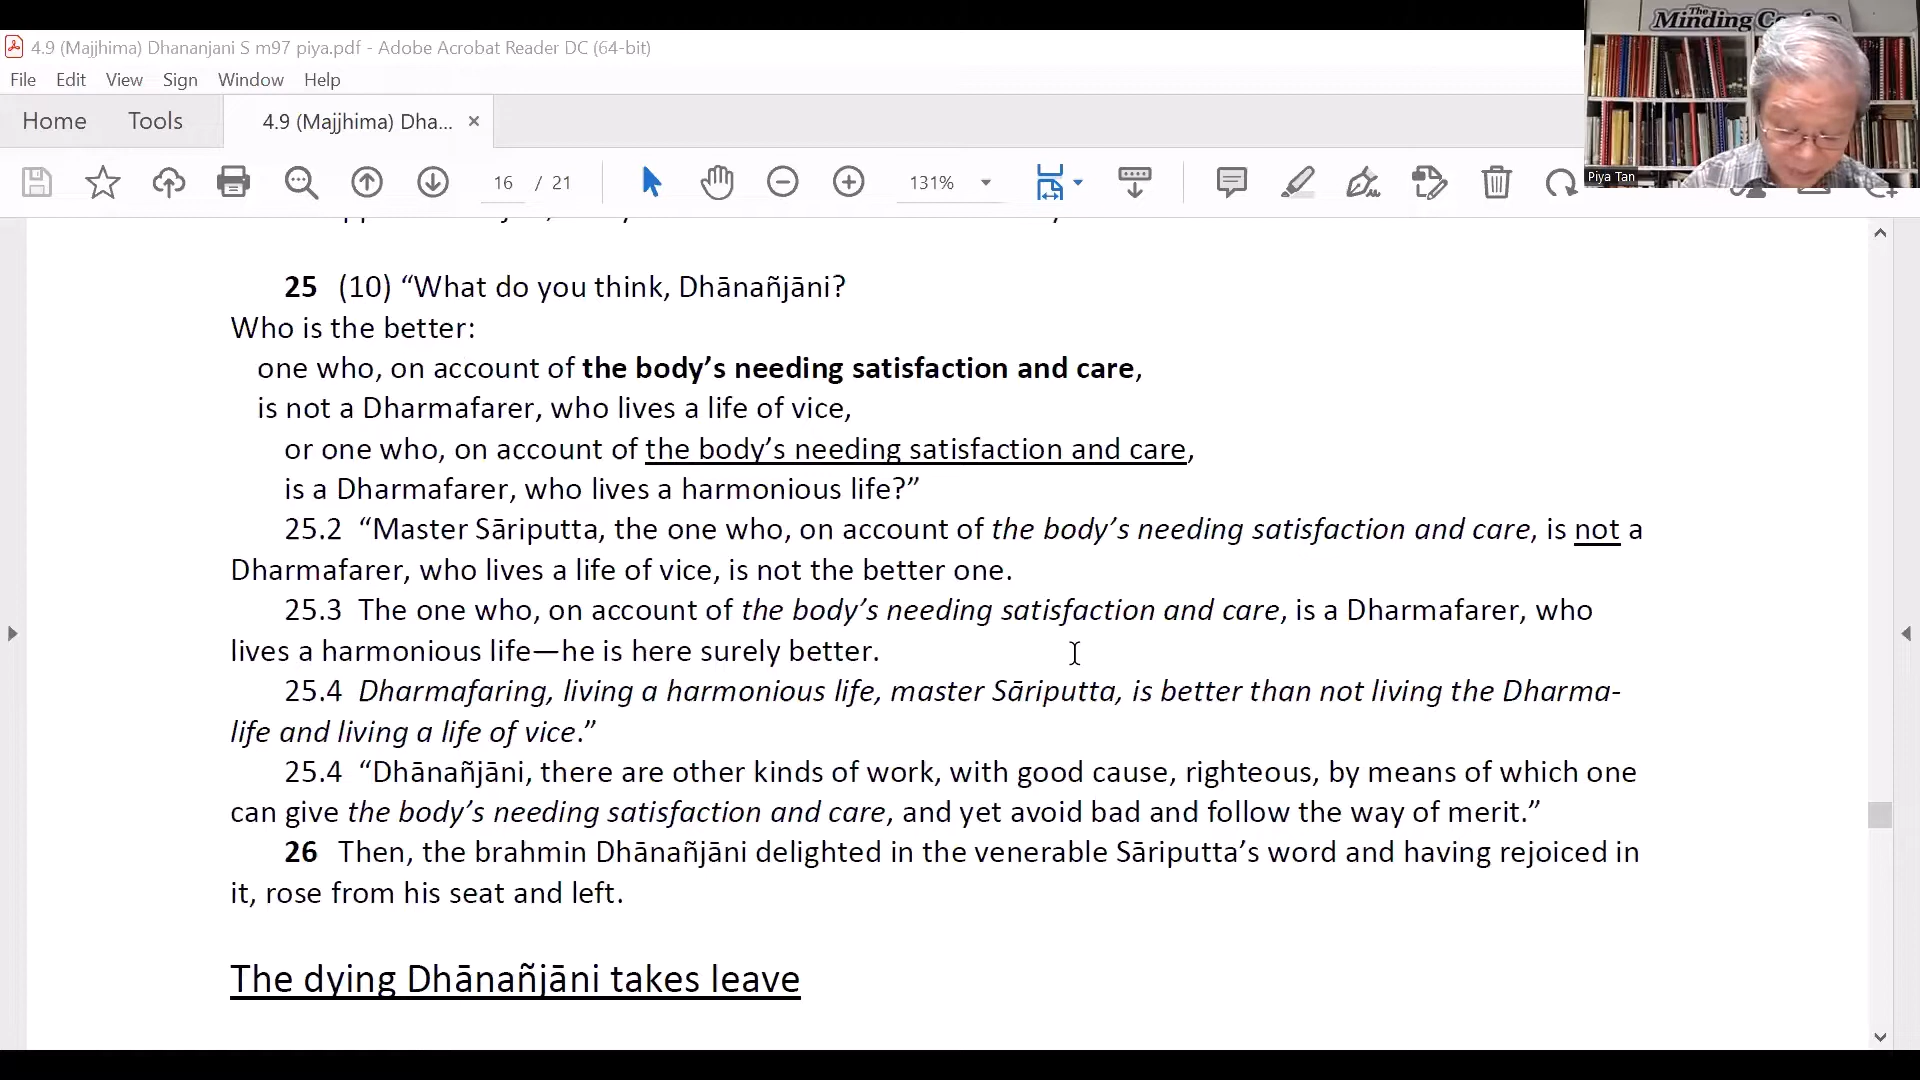 4.9 (Majjhima) Dhananjani S m97 piya.pdf - Adobe Acrobat Reader DC (64-bit)
The
Minding
File Edit View Sign Window Help
Home Tools 4.9 (Majjhima) Dha... ×
16 / 21 131%
Piya Tan
25 (10) “What do you think, Dhānañjāni?
Who is the better:
one who, on account of the body’s needing satisfaction and care,
is not a Dharmafarer, who lives a life of vice,
or one who, on account of the body’s needing satisfaction and care,
is a Dharmafarer, who lives a harmonious life?”
25.2 “Master Sāriputta, the one who, on account of the body’s needing satisfaction and care, is not a
Dharmafarer, who lives a life of vice, is not the better one.
25.3 The one who, on account of the body’s needing satisfaction and care, is a Dharmafarer, who
lives a harmonious life—he is here surely better.
25.4 Dharmafaring, living a harmonious life, master Sāriputta, is better than not living the Dharma-
life and living a life of vice.”
25.4 “Dhānañjāni, there are other kinds of work, with good cause, righteous, by means of which one
can give the body’s needing satisfaction and care, and yet avoid bad and follow the way of merit.”
26 Then, the brahmin Dhānañjāni delighted in the venerable Sāriputta’s word and having rejoiced in
it, rose from his seat and left.
The dying Dhānañjāni takes leave